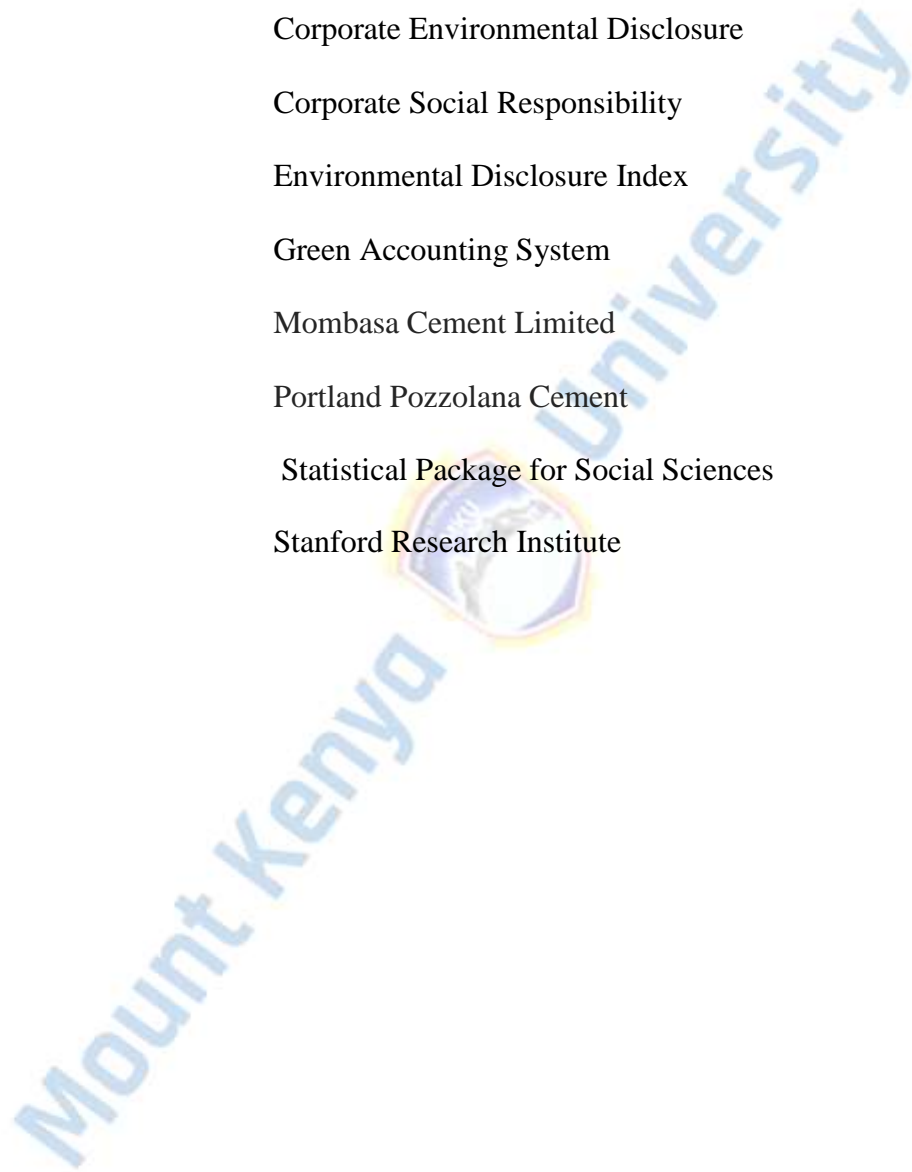 Corporate Environmental Disclosure
Corporate Social Responsibility
Environmental Disclosure Index
Green Accounting System
Mombasa Cement Limited
Portland Pozzolana Cement
Statistical Package for Social Sciences
Stanford Research Institute
Mount Kenya University